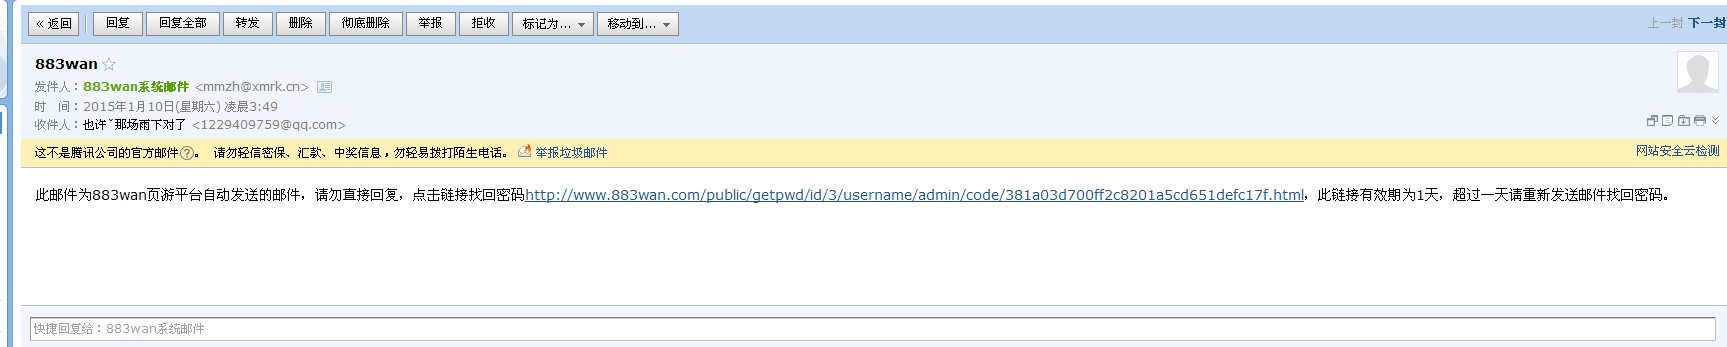 « 返回 回复 回复全部 转发 删除 彻底删除 举报 拒收 标记为... 移动到... 上一封 下一封
883wan
发件人：883wan系统邮件 <mmzh@xmrk.cn>
时 间：2015年1月10日(星期六) 凌晨3:49
收件人：也许~那场雨下对了 <1229409759@qq.com>
这不是腾讯公司的官方邮件?。 请勿轻信密保、汇款、中奖信息，勿轻易拨打陌生电话。 举报垃圾邮件 网站安全云检测
此邮件为883wan页游平台自动发送的邮件，请勿直接回复，点击链接找回密码http://www.883wan.com/public/getpwd/id/3/username/admin/code/381a03d700ff2c8201a5cd651defc17f.html，此链接有效期为1天，超过一天请重新发送邮件找回密码。
快捷回复给：883wan系统邮件